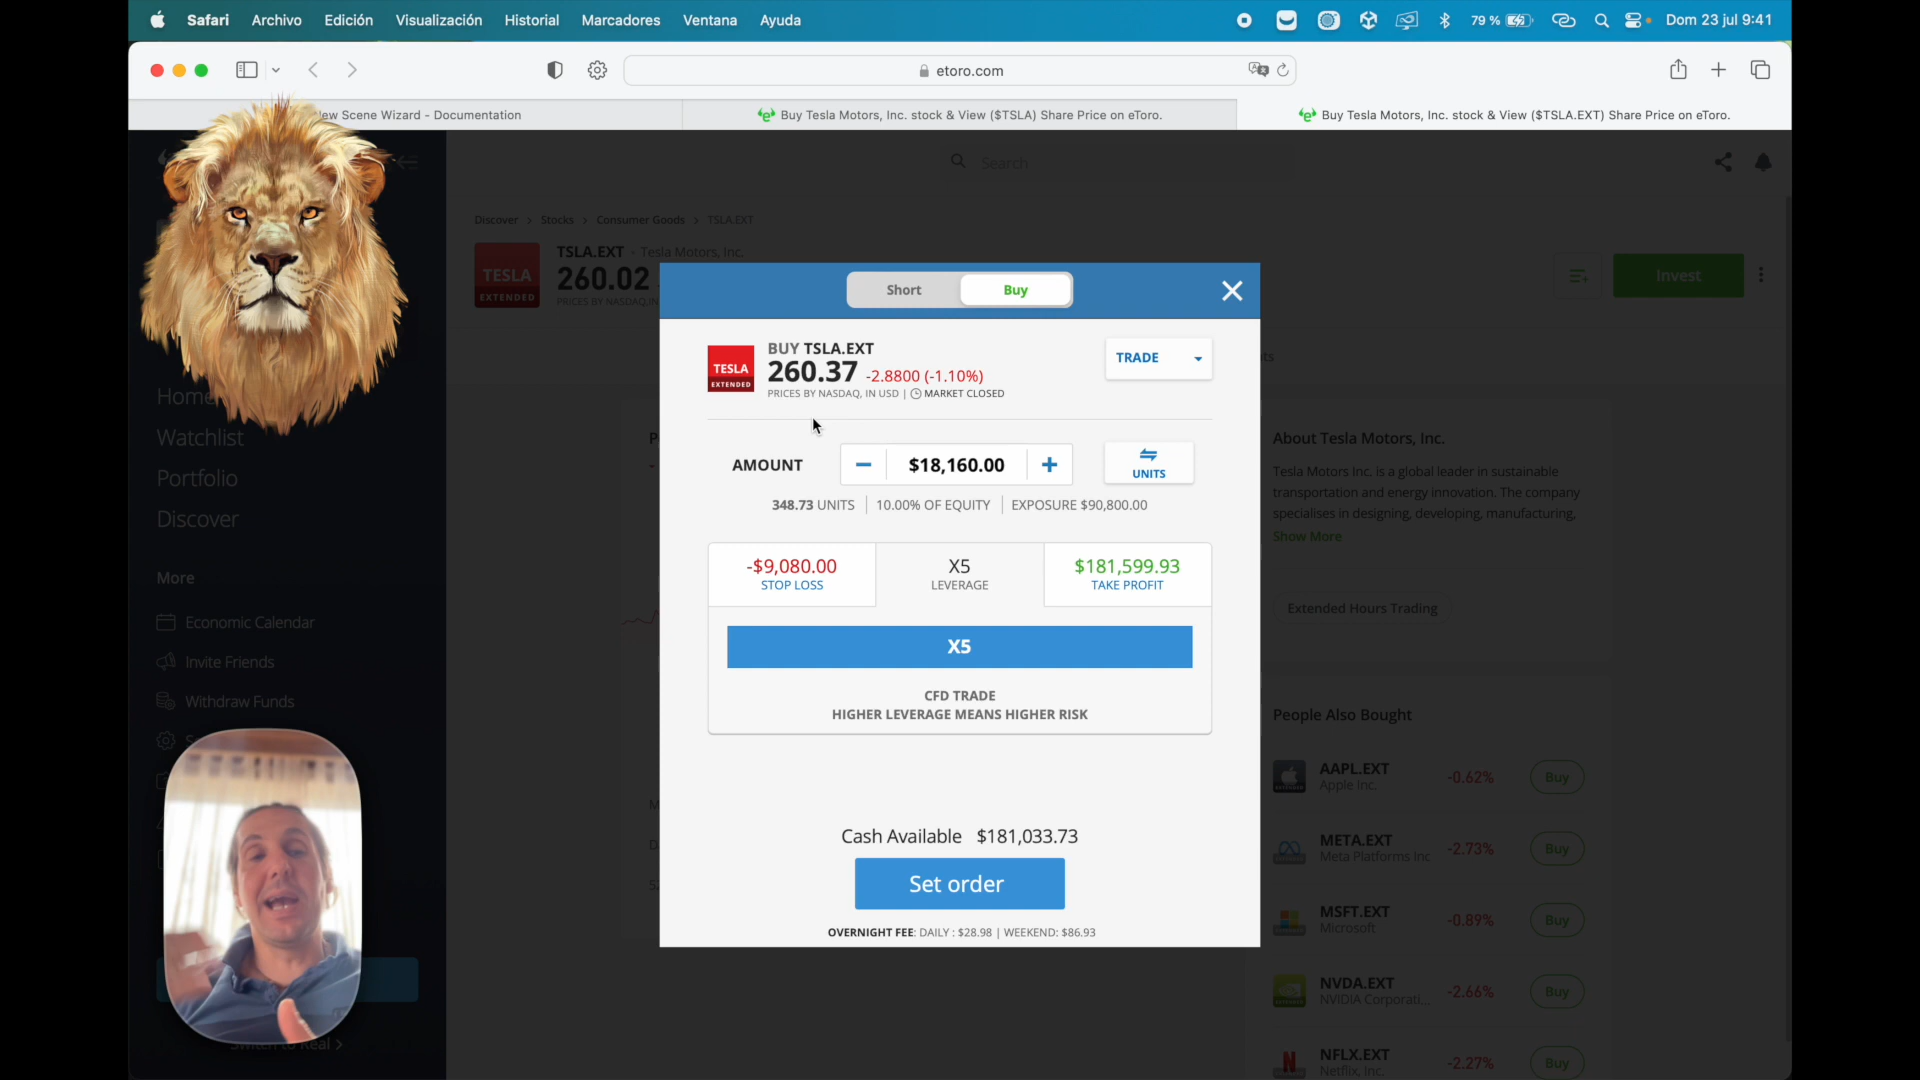 Safari Archivo Edición Visualización Historial Marcadores Ventana Ayuda
79 % Dom 23 jul 9:41
etoro.com
ew Scene Wizard - Documentation
Buy Tesla Motors, Inc. stock & View ($TSLA) Share Price on eToro.
Buy Tesla Motors, Inc. stock & View ($TSLA.EXT) Share Price on eToro.
Search
Discover > Stocks > Consumer Goods > TSLA.EXT
TESLA
EXTENDED
TSLA.EXT · Tesla Motors, Inc.
260.02
PRICES BY NASDAQ, IN
Invest
Home
Watchlist
Portfolio
Discover
More
Economic Calendar
Invite Friends
Withdraw Funds
Switch to Real >
Short
Buy
TESLA
EXTENDED
BUY TSLA.EXT
260.37 -2.8800 (-1.10%)
PRICES BY NASDAQ, IN USD | MARKET CLOSED
TRADE
AMOUNT
− $18,160.00 +
UNITS
348.73 UNITS | 10.00% OF EQUITY | EXPOSURE $90,800.00
-$9,080.00
STOP LOSS
X5
LEVERAGE
$181,599.93
TAKE PROFIT
X5
CFD TRADE
HIGHER LEVERAGE MEANS HIGHER RISK
Cash Available $181,033.73
Set order
OVERNIGHT FEE: DAILY : $28.98 | WEEKEND: $86.93
About Tesla Motors, Inc.
Tesla Motors Inc. is a global leader in sustainable
transportation and energy innovation. The company
specialises in designing, developing, manufacturing,
Show More
Extended Hours Trading
People Also Bought
AAPL.EXT
Apple Inc.
-0.62%
Buy
META.EXT
Meta Platforms Inc
-2.73%
Buy
MSFT.EXT
Microsoft
-0.89%
Buy
NVDA.EXT
NVIDIA Corporati...
-2.66%
Buy
NFLX.EXT
Netflix, Inc.
-2.27%
Buy